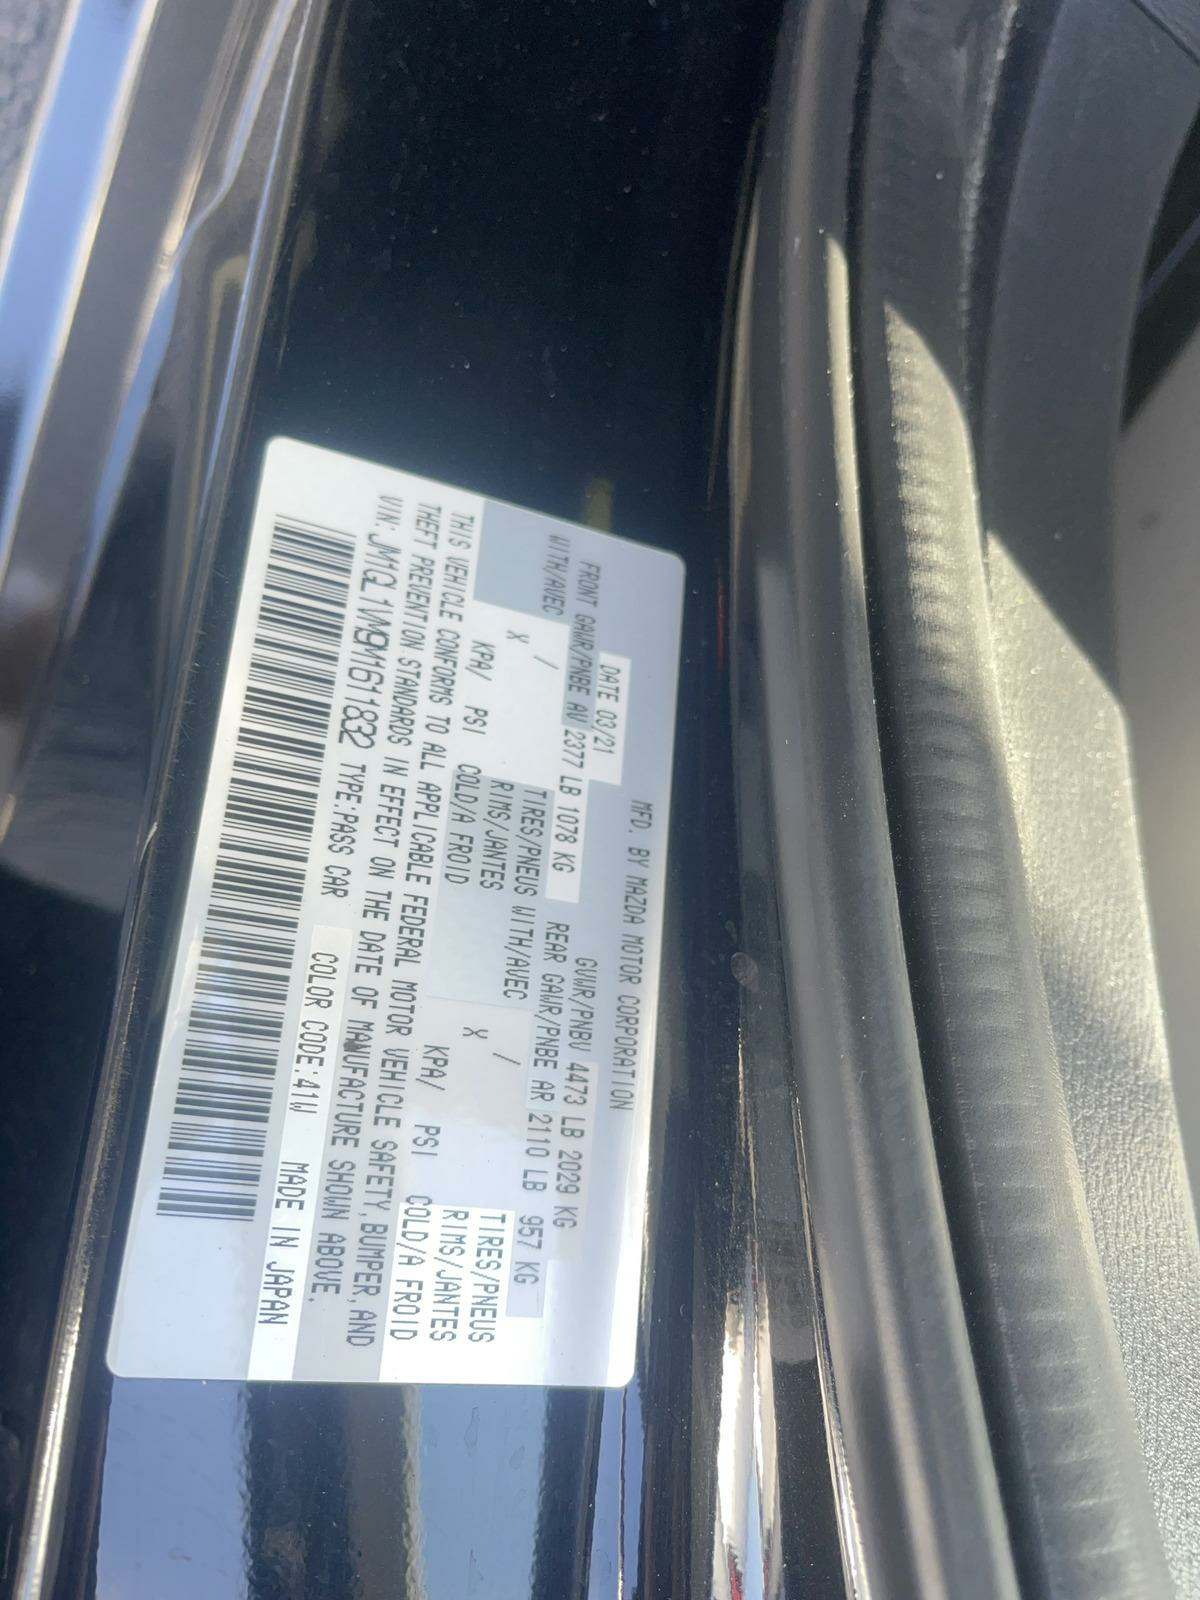 MFD. BY MAZDA MOTOR CORPORATION
DATE 03/21 GVWR/PNBV 4473 LB 2029 KG
FRONT GAWR/PNBE AV 2377 LB 1078 KG REAR GAWR/PNBE AR 2110 LB 957 KG
WITH/AVEC TIRES/PNEUS WITH/AVEC TIRES/PNEUS
X / RIMS/JANTES X / RIMS/JANTES
KPA/ PSI COLD/A FROID KPA/ PSI COLD/A FROID
THIS VEHICLE CONFORMS TO ALL APPLICABLE FEDERAL MOTOR VEHICLE SAFETY,BUMPER,AND
THEFT PREVENTION STANDARDS IN EFFECT ON THE DATE OF MANUFACTURE SHOWN ABOVE.
VIN: JM1GL1WM9M1611832 TYPE:PASS CAR COLOR CODE:41W MADE IN JAPAN